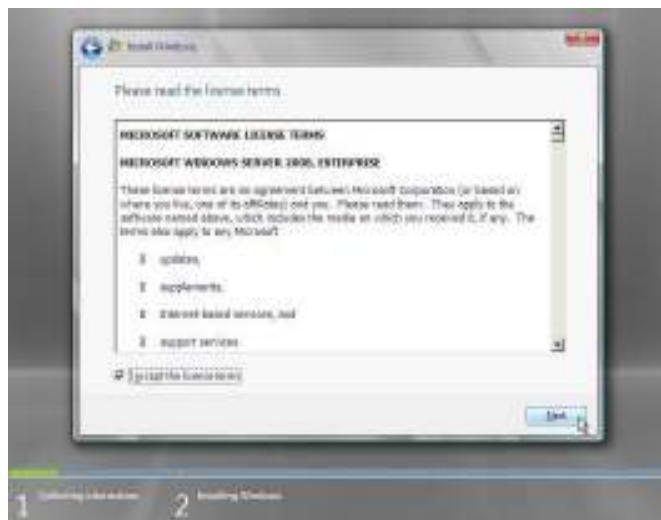 Install Windows
Please read the license terms
MICROSOFT SOFTWARE LICENSE TERMS
MICROSOFT WINDOWS SERVER 2008, ENTERPRISE
These license terms are an agreement between Microsoft Corporation (or based on
where you live, one of its affiliates) and you. Please read them. They apply to the
software named above, which includes the media on which you received it, if any. The
terms also apply to any Microsoft
updates,
supplements,
Internet-based services, and
support services
I accept the license terms
Next
1 Collecting information
2 Installing Windows